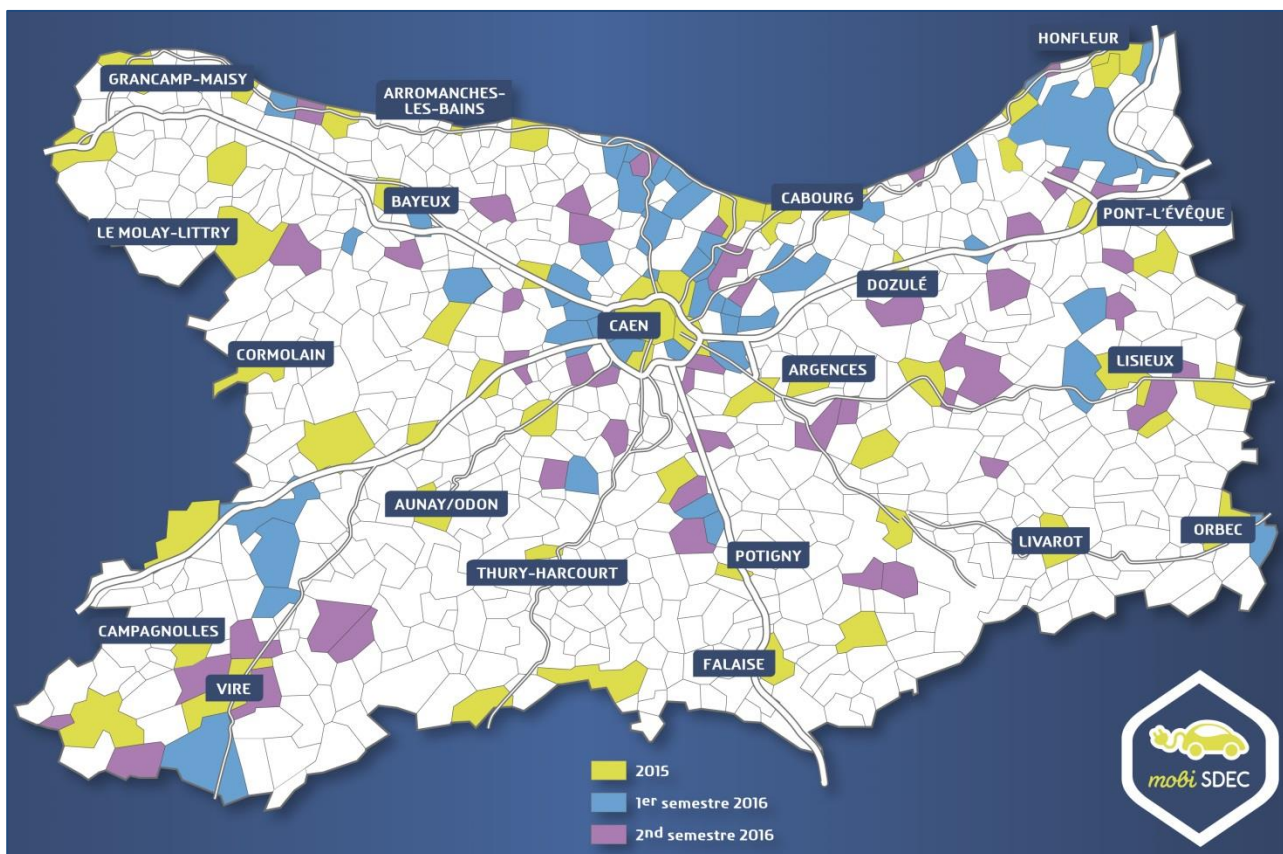 HONFLEUR
GRANCAMP-MAISY
ARROMANCHES-
LES-BAINS
CABOURG
BAYEUX
PONT-L'ÉVÊQUE
LE MOLAY-LITTRY
DOZULÉ
CAEN
CORMOLAIN
LISIEUX
ARGENCES
AUNAY/ODON
ORBEC
LIVAROT
POTIGNY
THURY-HARCOURT
CAMPAGNOLLES
FALAISE
VIRE
2015
1er semestre 2016
2nd semestre 2016
mobi SDEC